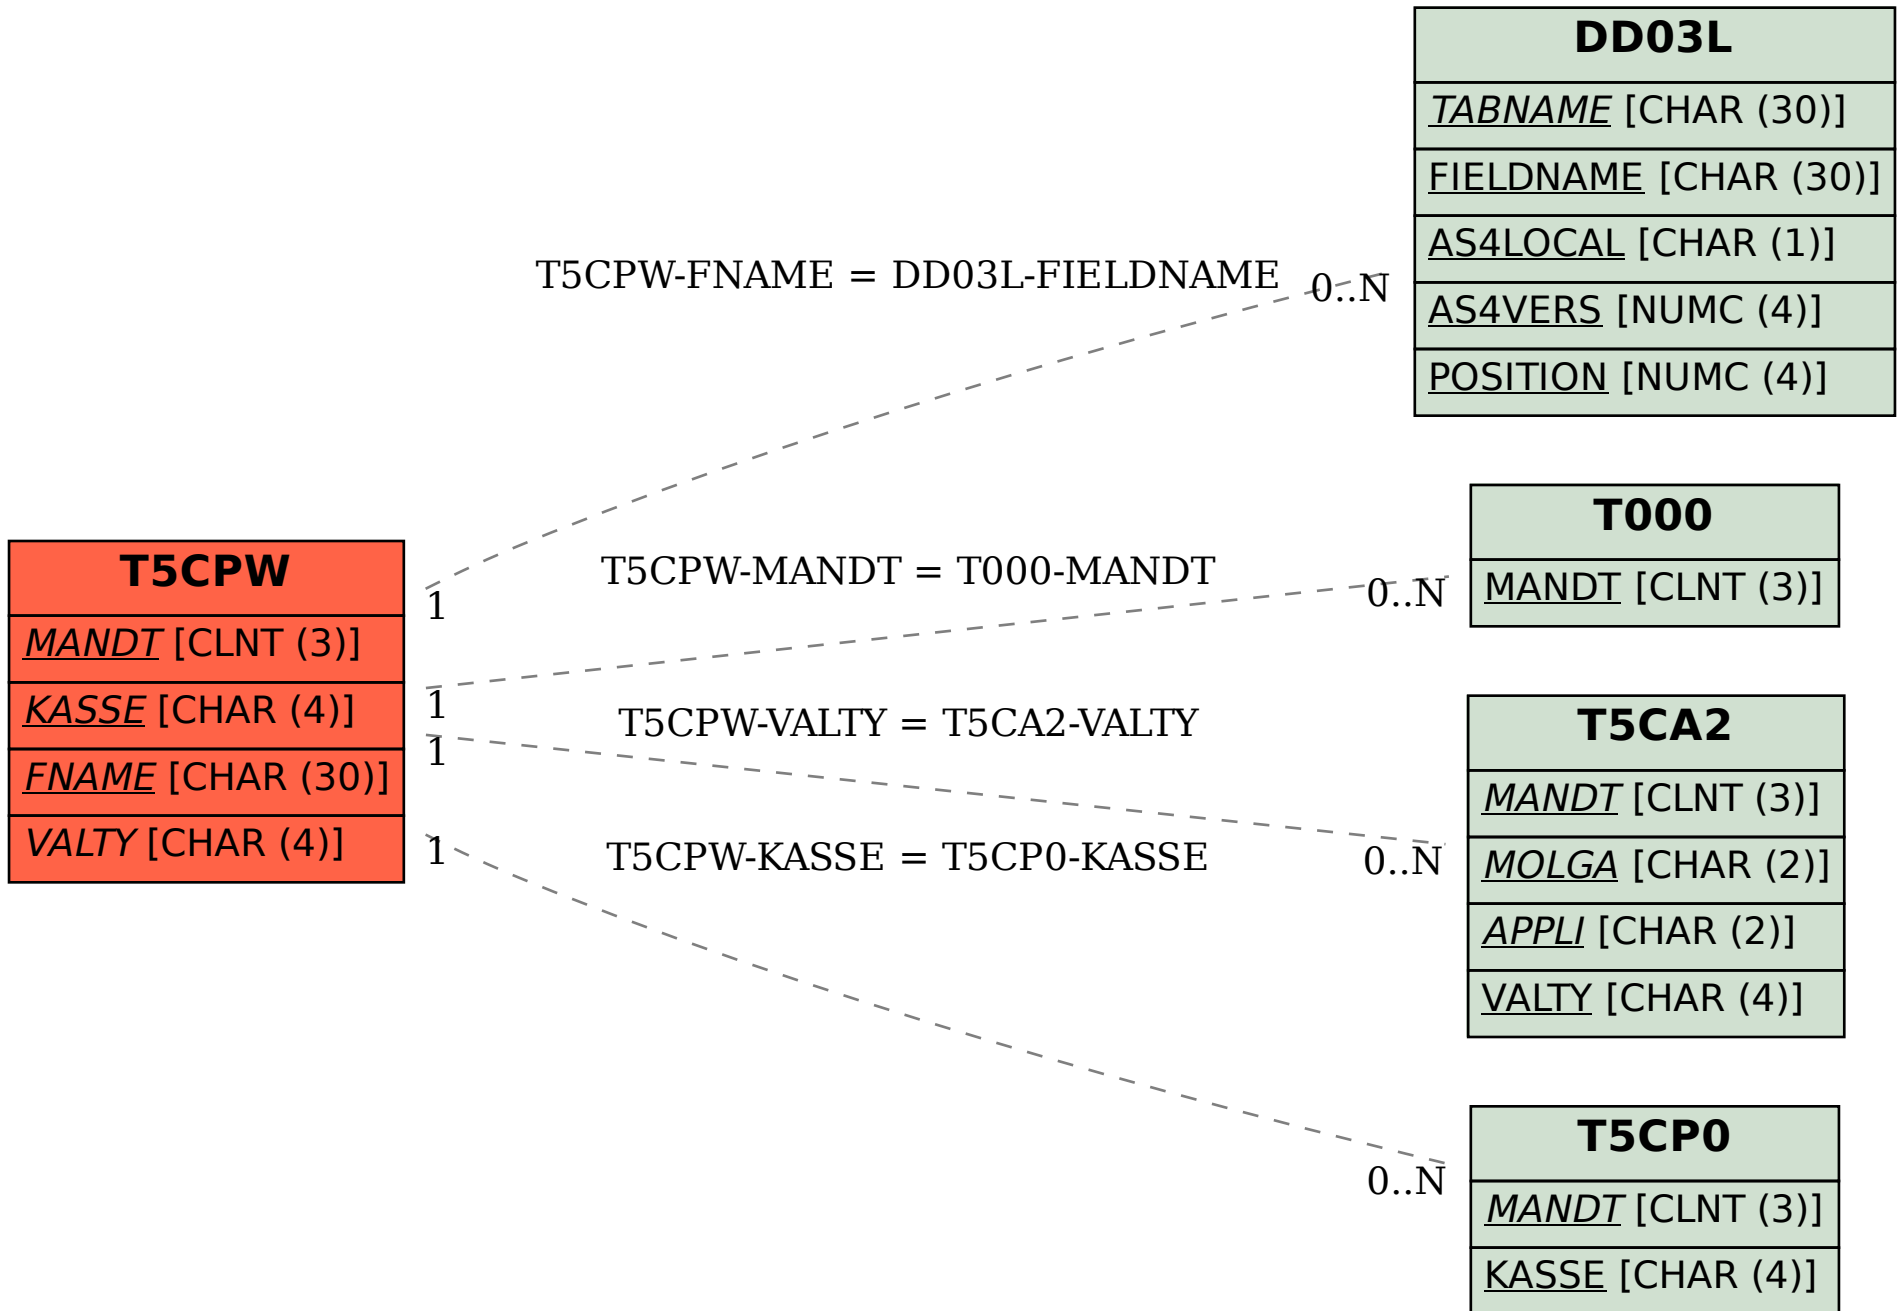 DD03L
TABNAME [CHAR (30)]
FIELDNAME [CHAR (30)]
AS4LOCAL [CHAR (1)]
AS4VERS [NUMC (4)]
POSITION [NUMC (4)]
T5CPW-FNAME = DD03L-FIELDNAME
0..N
1
T000
MANDT [CLNT (3)]
T5CPW-MANDT = T000-MANDT
0..N
1
T5CPW
MANDT [CLNT (3)]
KASSE [CHAR (4)]
FNAME [CHAR (30)]
VALTY [CHAR (4)]
T5CPW-VALTY = T5CA2-VALTY
1
0..N
T5CA2
MANDT [CLNT (3)]
MOLGA [CHAR (2)]
APPLI [CHAR (2)]
VALTY [CHAR (4)]
T5CPW-KASSE = T5CP0-KASSE
1
0..N
T5CP0
MANDT [CLNT (3)]
KASSE [CHAR (4)]